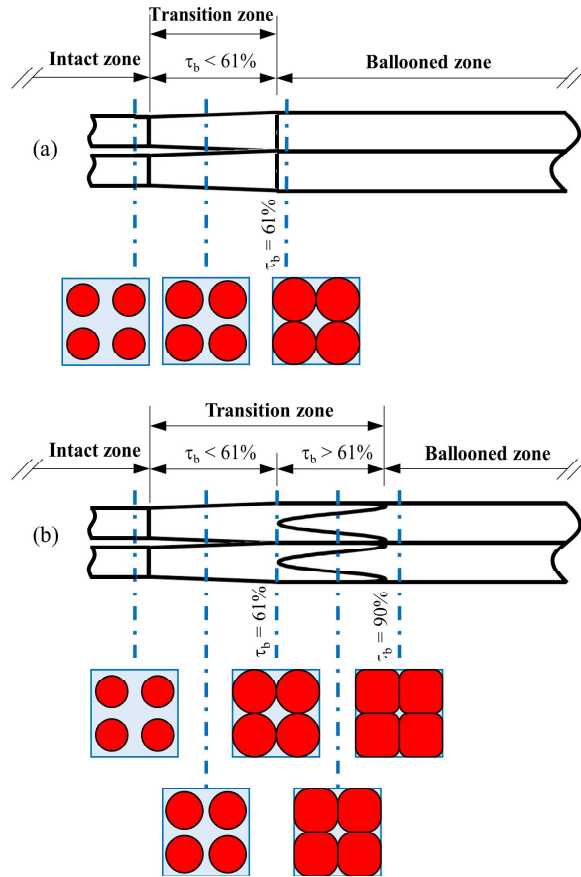 Transition zone
Intact zone
τb < 61%
Ballooned zone
(a)
τb = 61%
Transition zone
Intact zone
τb < 61%
τb > 61%
Ballooned zone
(b)
τb = 61%
τb = 90%